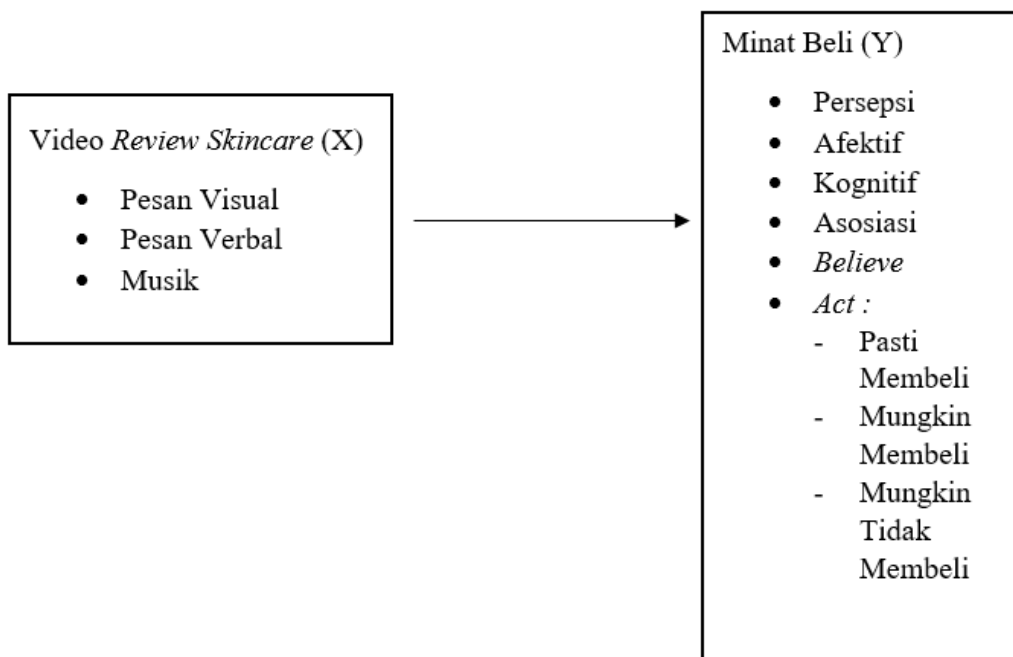 Video Review Skincare (X)
• Pesan Visual
• Pesan Verbal
• Musik
Minat Beli (Y)
• Persepsi
• Afektif
• Kognitif
• Asosiasi
• Believe
• Act :
- Pasti
Membeli
- Mungkin
Membeli
- Mungkin
Tidak
Membeli